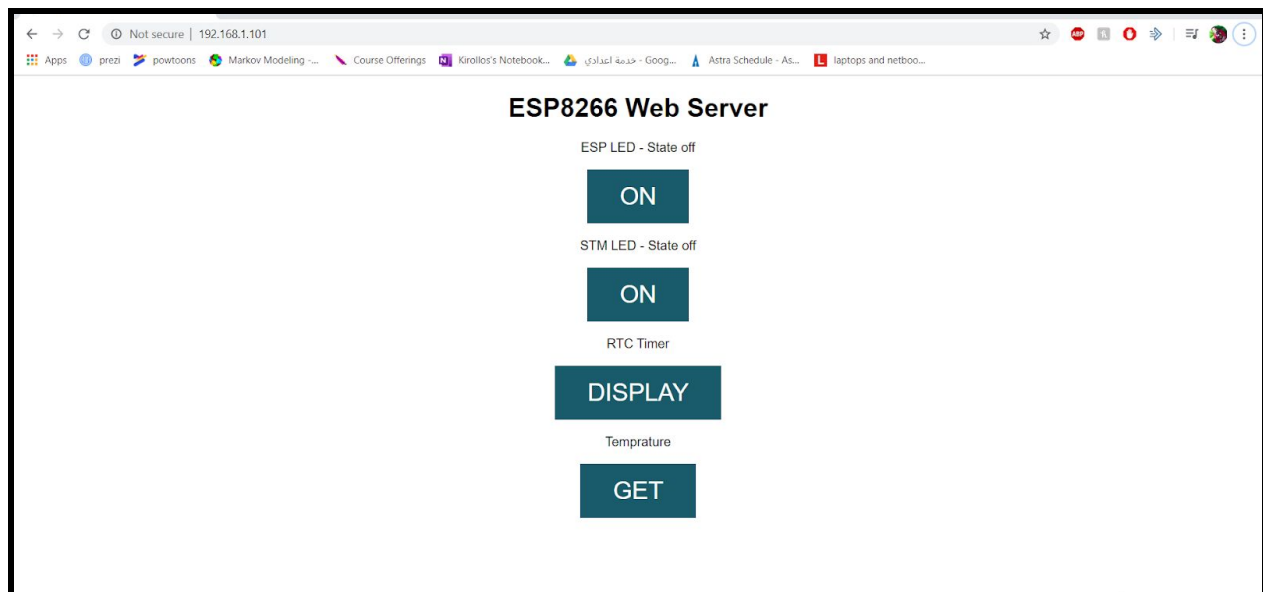 Not secure | 192.168.1.101
ABP
Apps prezi powtoons Markov Modeling -... Course Offerings N Kirollos's Notebook... خدمة اعدادي - Goog... Astra Schedule - As... L laptops and netboo...
ESP8266 Web Server
ESP LED - State off
ON
STM LED - State off
ON
RTC Timer
DISPLAY
Temprature
GET